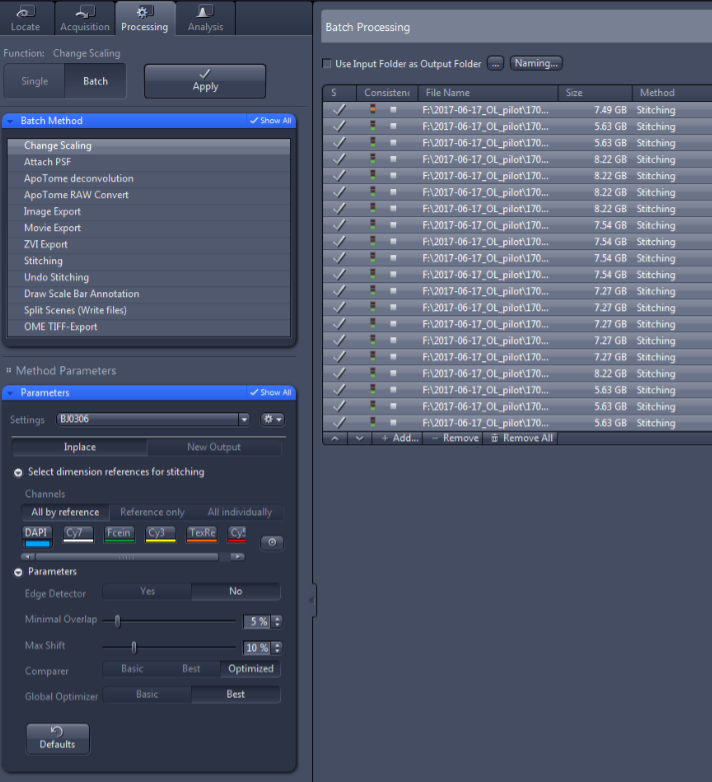 Locate Acquisition Processing Analysis
Function: Change Scaling
Single Batch Apply
Batch Method Show All
Change Scaling
Attach PSF
ApoTome deconvolution
ApoTome RAW Convert
Image Export
Movie Export
ZVI Export
Stitching
Undo Stitching
Draw Scale Bar Annotation
Split Scenes (Write files)
OME TIFF-Export
Method Parameters
Parameters Show All
Settings BJ0306
Inplace New Output
Select dimension references for stitching
Channels
All by reference Reference only All individually
DAPI Cy7 Fcein Cy3 TexRe Cy!
Parameters
Edge Detector Yes No
Minimal Overlap 5 %
Max Shift 10 %
Comparer Basic Best Optimized
Global Optimizer Basic Best
Defaults
Batch Processing
Use Input Folder as Output Folder ... Naming...
S Consistenc File Name Size Method
F:\2017-06-17_OL_pilot\170... 7.49 GB Stitching
F:\2017-06-17_OL_pilot\170... 5.63 GB Stitching
F:\2017-06-17_OL_pilot\170... 5.63 GB Stitching
F:\2017-06-17_OL_pilot\170... 8.22 GB Stitching
F:\2017-06-17_OL_pilot\170... 8.22 GB Stitching
F:\2017-06-17_OL_pilot\170... 8.22 GB Stitching
F:\2017-06-17_OL_pilot\170... 8.22 GB Stitching
F:\2017-06-17_OL_pilot\170... 7.54 GB Stitching
F:\2017-06-17_OL_pilot\170... 7.54 GB Stitching
F:\2017-06-17_OL_pilot\170... 7.54 GB Stitching
F:\2017-06-17_OL_pilot\170... 7.54 GB Stitching
F:\2017-06-17_OL_pilot\170... 7.27 GB Stitching
F:\2017-06-17_OL_pilot\170... 7.27 GB Stitching
F:\2017-06-17_OL_pilot\170... 7.27 GB Stitching
F:\2017-06-17_OL_pilot\170... 7.27 GB Stitching
F:\2017-06-17_OL_pilot\170... 7.27 GB Stitching
F:\2017-06-17_OL_pilot\170... 8.22 GB Stitching
F:\2017-06-17_OL_pilot\170... 5.63 GB Stitching
F:\2017-06-17_OL_pilot\170... 5.63 GB Stitching
F:\2017-06-17_OL_pilot\170... 5.63 GB Stitching
+ Add... − Remove Remove All